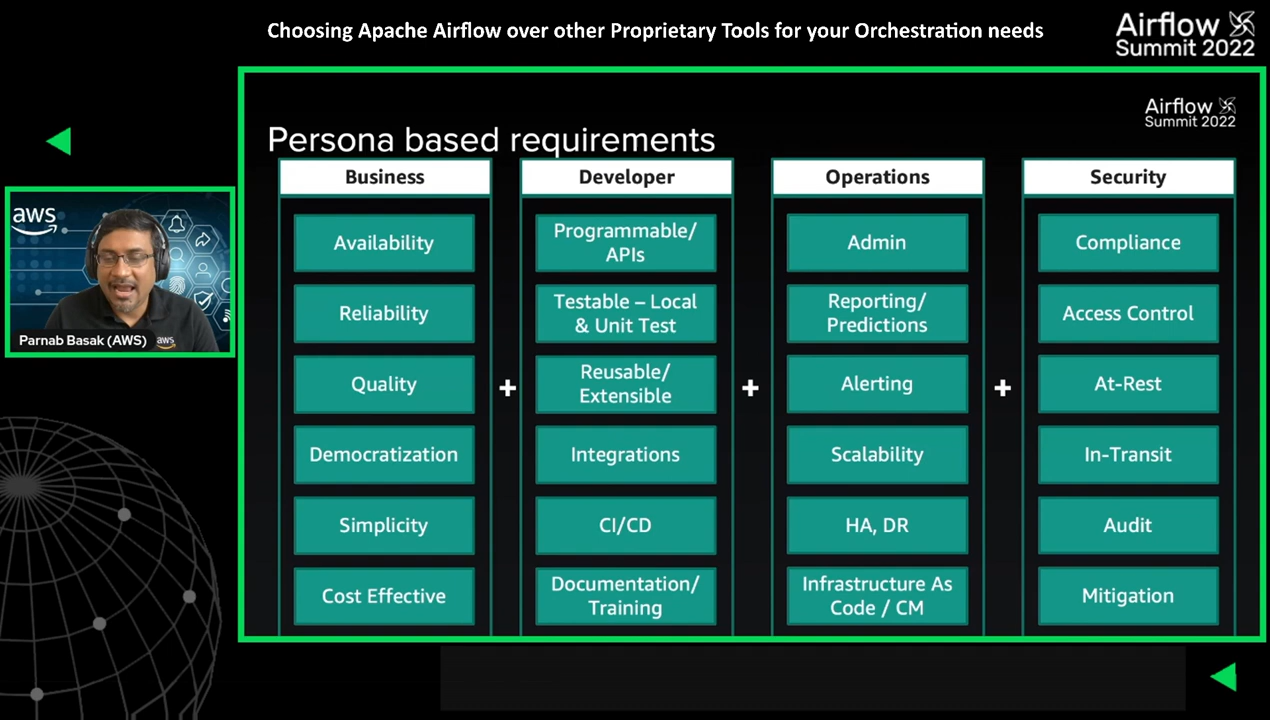 Choosing Apache Airflow over other Proprietary Tools for your Orchestration needs
Airflow
Summit 2022
Airflow
Summit 2022
Persona based requirements
Business
Availability
Reliability
Quality
Democratization
Simplicity
Cost Effective
+
Developer
Programmable/
APIs
Testable – Local
& Unit Test
Reusable/
Extensible
Integrations
CI/CD
Documentation/
Training
+
Operations
Admin
Reporting/
Predictions
Alerting
Scalability
HA, DR
Infrastructure As
Code / CM
+
Security
Compliance
Access Control
At-Rest
In-Transit
Audit
Mitigation
aws
Parnab Basak (AWS)
aws